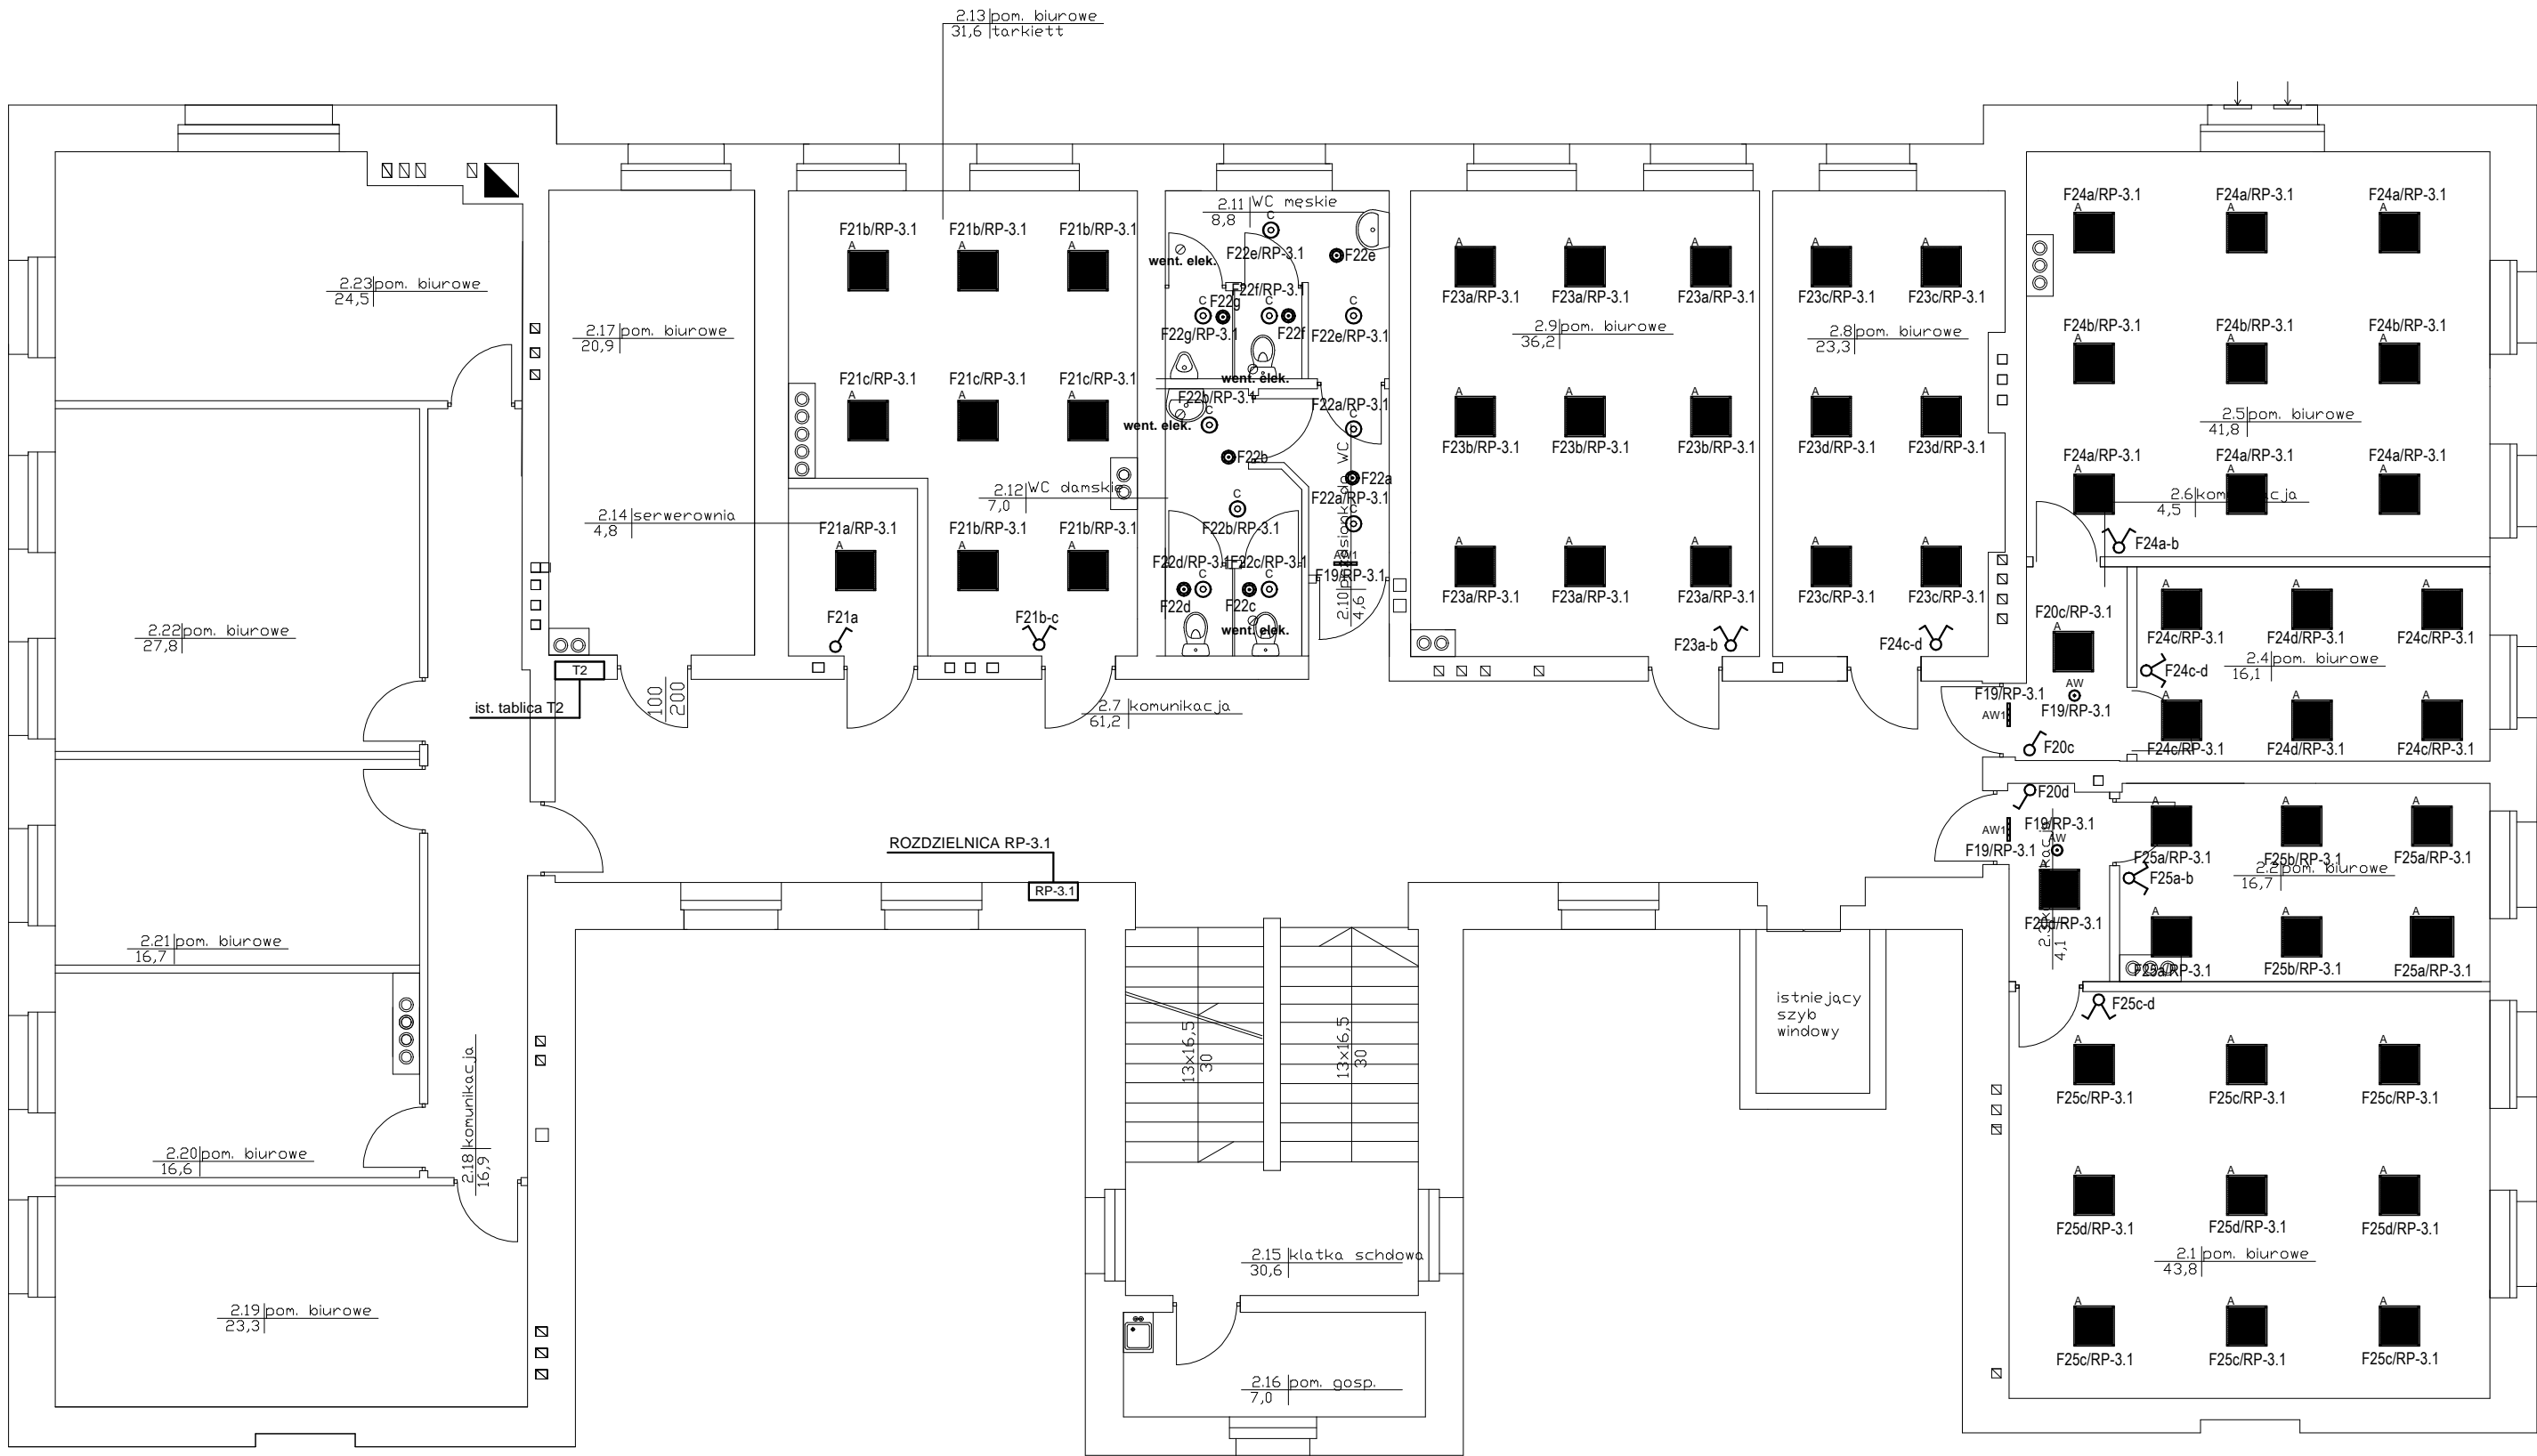 2.13 pom. biurowe
31,6 tarkiett
2.23 pom. biurowe
24,5
2.17 pom. biurowe
20,9
2.22 pom. biurowe
27,8
2.21 pom. biurowe
16,7
2.20 pom. biurowe
16,6
2.18 komunikacja
16,9
2.19 pom. biurowe
23,3
T2
ist. tablica T2
100
200
F21b/RP-3.1 F21b/RP-3.1 F21b/RP-3.1
A A A
F21c/RP-3.1 F21c/RP-3.1 F21c/RP-3.1
A A A
2.14 serwerownia
4,8
F21a/RP-3.1 F21b/RP-3.1 F21b/RP-3.1
A A A
F21a
F21b-c
2.12 WC damskie
7,0
2.11 WC męskie
8,8
C
F22e/RP-3.1
F22e
went. elek.
F22f/RP-3.1
C F22g C
F22g/RP-3.1
F22f
F22e/RP-3.1
went. elek.
F22b/RP-3.1
C
went. elek.
F22a/RP-3.1
C
F22b
F22a
F22a/RP-3.1
C
C
F22b/RP-3.1
F22d/RP-3.1 F22c/RP-3.1
C C
F22d F22c
went. elek.
AW1
F19/RP-3.1
2.10 przedsionek do WC
4,6
A A A
F23a/RP-3.1 F23a/RP-3.1 F23a/RP-3.1
2.9 pom. biurowe
36,2
A A A
F23b/RP-3.1 F23b/RP-3.1 F23b/RP-3.1
A A A
F23a/RP-3.1 F23a/RP-3.1 F23a/RP-3.1
F23a-b
A A
F23c/RP-3.1 F23c/RP-3.1
2.8 pom. biurowe
23,3
A A
F23d/RP-3.1 F23d/RP-3.1
A A
F23c/RP-3.1 F23c/RP-3.1
F24c-d
F24a/RP-3.1 F24a/RP-3.1 F24a/RP-3.1
A A A
F24b/RP-3.1 F24b/RP-3.1 F24b/RP-3.1
A A A
2.5 pom. biurowe
41,8
F24a/RP-3.1 F24a/RP-3.1 F24a/RP-3.1
A A A
2.6 komunikacja
4,5
F24a-b
F20c/RP-3.1
A
AW
F19/RP-3.1
F19/RP-3.1
AW1
F20c
A A A
F24c/RP-3.1 F24d/RP-3.1 F24c/RP-3.1
F24c-d
2.4 pom. biurowe
16,1
A A A
F24c/RP-3.1 F24d/RP-3.1 F24c/RP-3.1
2.7 komunikacja
61,2
ROZDZIELNICA RP-3.1
RP-3.1
F20d
F19/RP-3.1
AW1
AW
F19/RP-3.1
A
F20d/RP-3.1
2.3 komunikacja
4,1
A A A
F25a/RP-3.1 F25b/RP-3.1 F25a/RP-3.1
F25a-b
2.2 pom. biurowe
16,7
A A A
F25a/RP-3.1 F25b/RP-3.1 F25a/RP-3.1
F25c-d
A A A
F25c/RP-3.1 F25c/RP-3.1 F25c/RP-3.1
A A A
F25d/RP-3.1 F25d/RP-3.1 F25d/RP-3.1
2.1 pom. biurowe
43,8
A A A
F25c/RP-3.1 F25c/RP-3.1 F25c/RP-3.1
istniejący
szyb
windowy
13x16,5
30
13x16,5
30
2.15 klatka schdowa
30,6
2.16 pom. gosp.
7,0